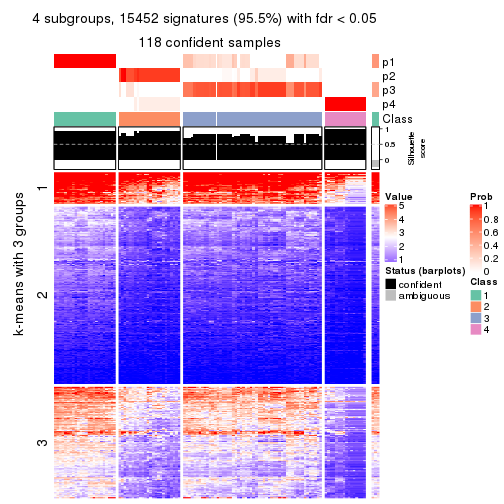 4 subgroups, 15452 signatures (95.5%) with fdr < 0.05
118 confident samples
p1
p2
p3
p4
Class
1
0.5
0
Silhouette
score
k-means with 3 groups
1
2
3
Value
5
4
3
2
1
Status (barplots)
confident
ambiguous
Prob
1
0.8
0.6
0.4
0.2
0
Class
1
2
3
4